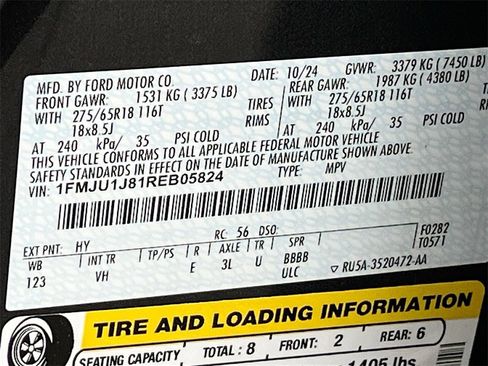 MFD. BY FORD MOTOR CO. DATE: 10/24 GVWR: 3379 KG (7450 LB)
FRONT GAWR: 1531 KG (3375 LB) REAR GAWR: 1987 KG (4380 LB)
WITH 275/65R18 116T TIRES WITH 275/65R18 116T
18x8.5J RIMS 18x8.5J
AT 240 kPa/ 35 PSI COLD AT 240 kPa/ 35 PSI COLD
THIS VEHICLE CONFORMS TO ALL APPLICABLE FEDERAL MOTOR VEHICLE
SAFETY STANDARDS IN EFFECT ON THE DATE OF MANUFACTURE SHOWN ABOVE.
VIN: 1FMJU1J81REB05824 TYPE: MPV
F0282
T0571
EXT PNT: HY RC: 56 DSO:
WB INT TR TP/PS R AXLE TR SPR
123 VH E 3L U BBBB
ULC ▽ RU5A-3520472-AA
TIRE AND LOADING INFORMATION
SEATING CAPACITY TOTAL : 8 FRONT: 2 REAR: 6